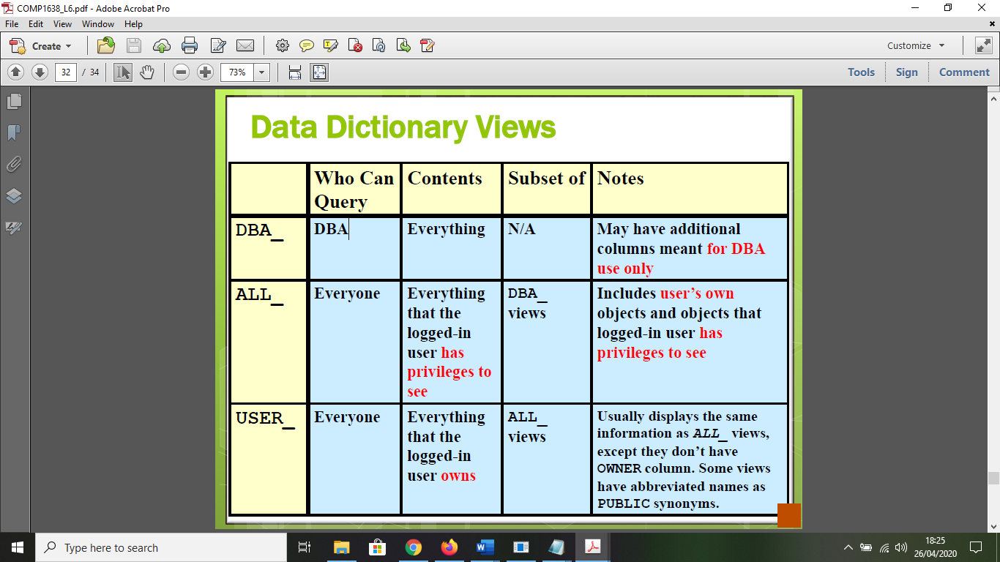 COMP1638_L6.pdf - Adobe Acrobat Pro
File Edit View Window Help
Create
Customize
32 / 34
73%
Tools Sign Comment
Data Dictionary Views
Who Can Query
Contents
Subset of
Notes
DBA_
DBA
Everything
N/A
May have additional
columns meant for DBA
use only
ALL_
Everyone
Everything
that the
logged-in
user has
privileges to
see
DBA_
views
Includes user’s own
objects and objects that
logged-in user has
privileges to see
USER_
Everyone
Everything
that the
logged-in
user owns
ALL_
views
Usually displays the same
information as ALL_ views,
except they don’t have
OWNER column. Some views
have abbreviated names as
PUBLIC synonyms.
Type here to search
18:25
26/04/2020